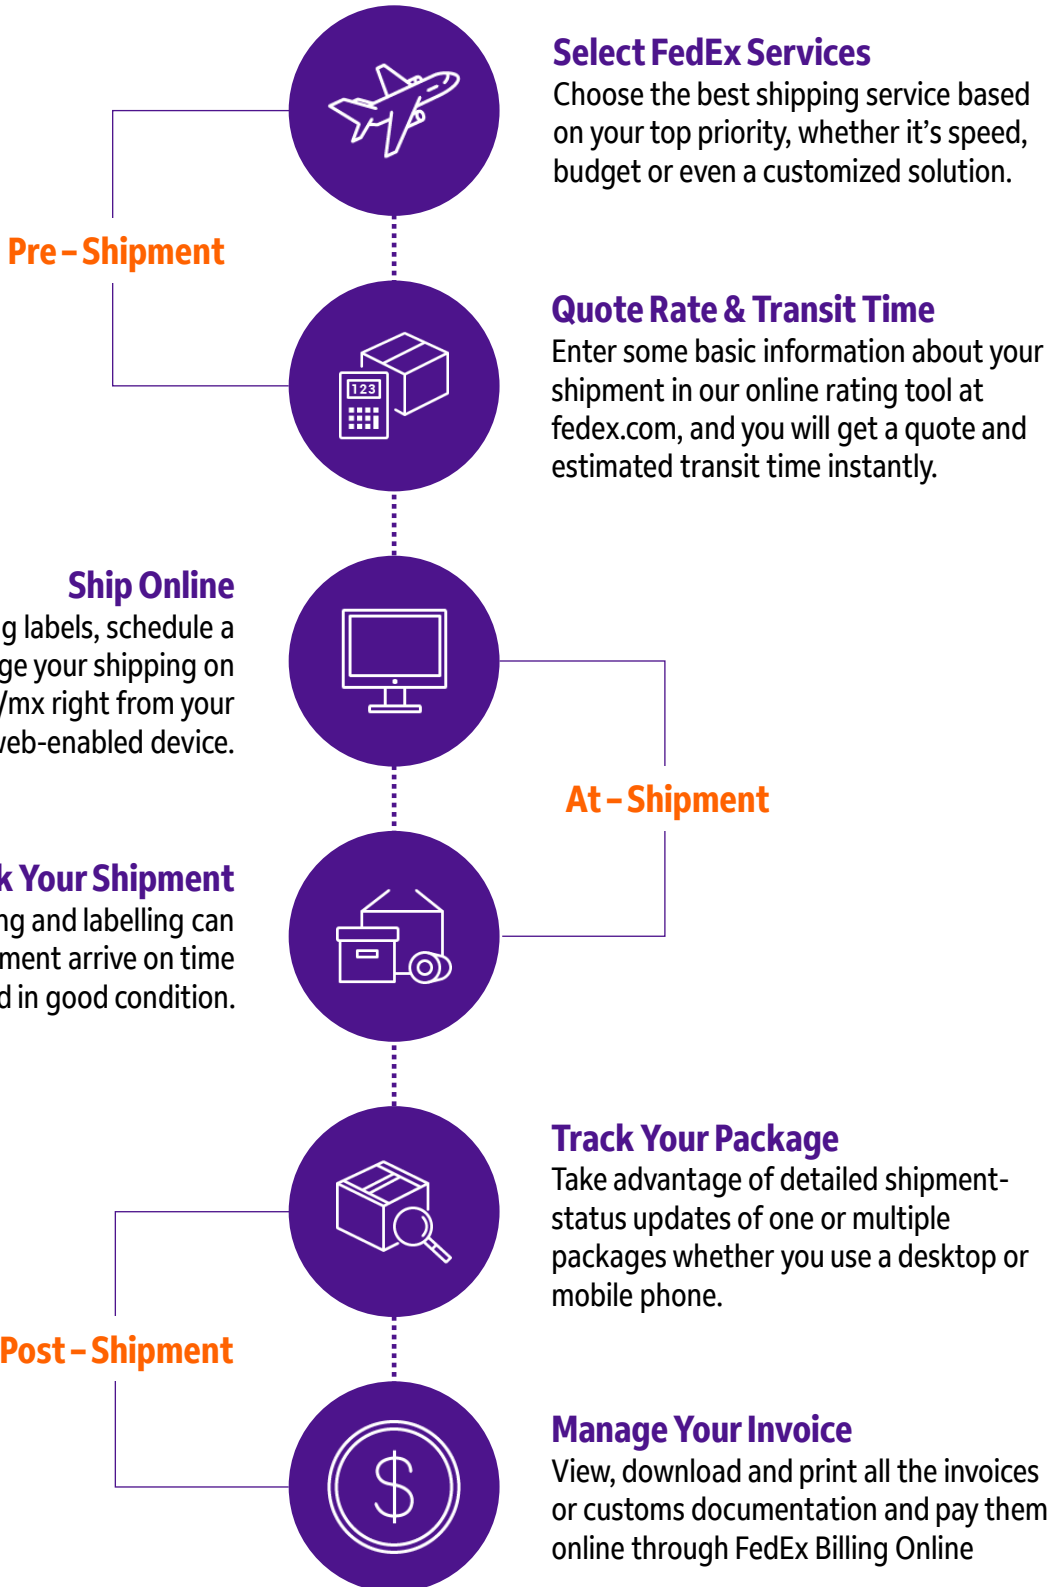 Select FedEx Services
Choose the best shipping service based
on your top priority, whether it's speed,
budget or even a customized solution.
Pre – Shipment
Quote Rate & Transit Time
Enter some basic information about your
shipment in our online rating tool at
fedex.com, and you will get a quote and
estimated transit time instantly.
123
Ship Online
labels, schedule a
your shipping on
/mx right from your
web-enabled device.
At – Shipment
Your Shipment
and labelling can
arrive on time
in good condition.
Track Your Package
Take advantage of detailed shipment-
status updates of one or multiple
packages whether you use a desktop or
mobile phone.
Post – Shipment
$
Manage Your Invoice
View, download and print all the invoices
or customs documentation and pay them
online through FedEx Billing Online